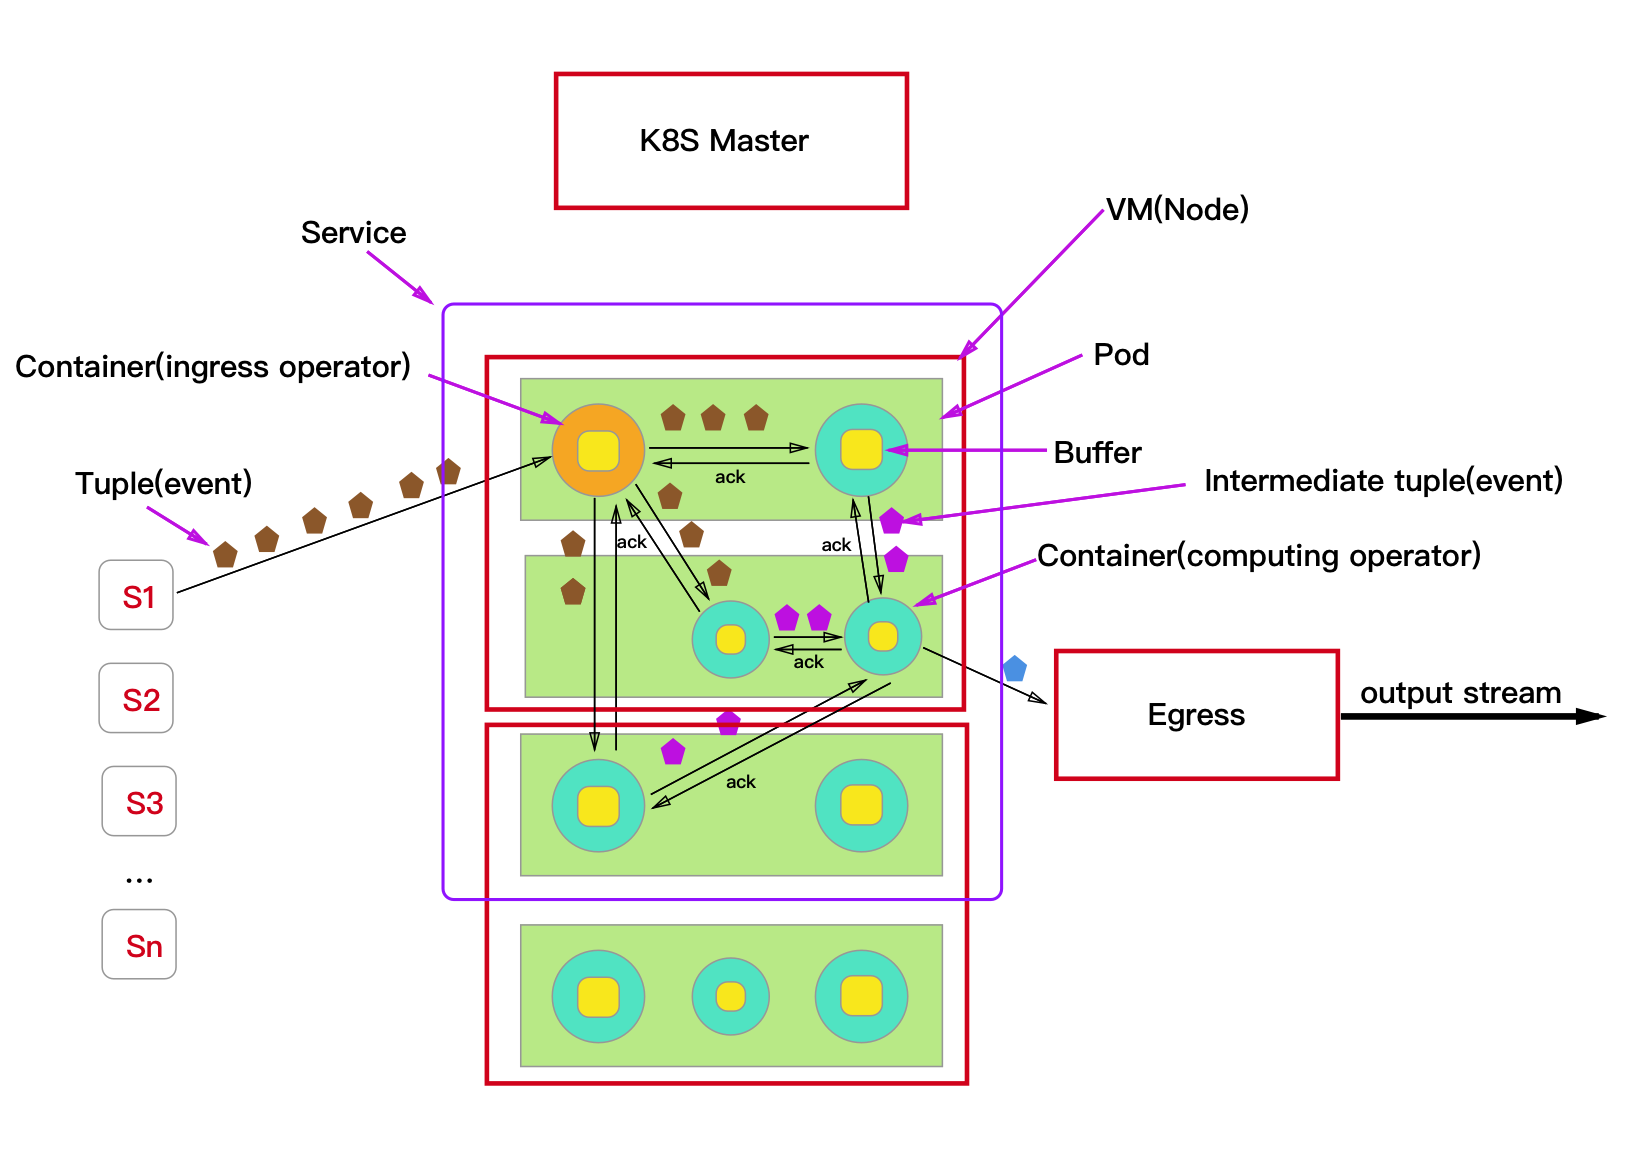 K8S Master
VM(Node)
Service
Pod
Container(ingress operator)
Buffer
ack
Tuple(event)
Intermediate tuple(event)
ack
ack
Container(computing operator)
S1
ack
S2
Egress
output stream
ack
S3
...
Sn